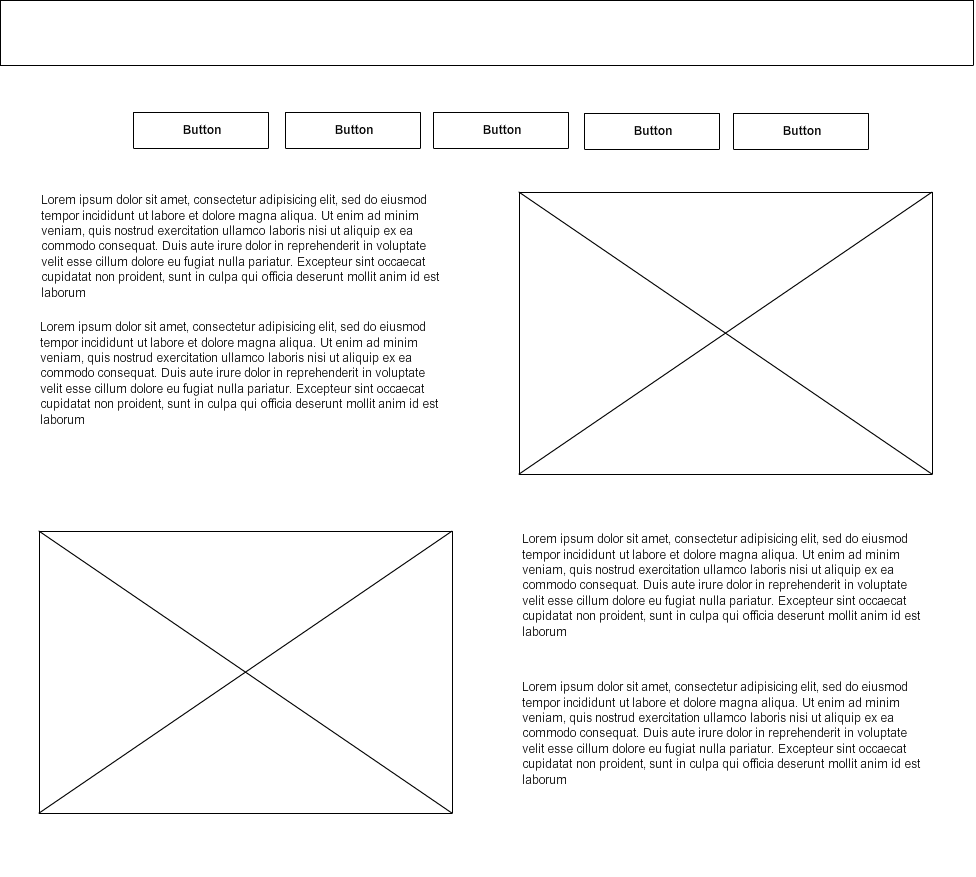 Button
Button
Button
Button
Button
Lorem ipsum dolor sit amet, consectetur adipisicing elit, sed do eiusmod
tempor incididunt ut labore et dolore magna aliqua. Ut enim ad minim
veniam, quis nostrud exercitation ullamco laboris nisi ut aliquip ex ea
commodo consequat. Duis aute irure dolor in reprehenderit in voluptate
velit esse cillum dolore eu fugiat nulla pariatur. Excepteur sint occaecat
cupidatat non proident, sunt in culpa qui officia deserunt mollit anim id est
laborum
Lorem ipsum dolor sit amet, consectetur adipisicing elit, sed do eiusmod
tempor incididunt ut labore et dolore magna aliqua. Ut enim ad minim
veniam, quis nostrud exercitation ullamco laboris nisi ut aliquip ex ea
commodo consequat. Duis aute irure dolor in reprehenderit in voluptate
velit esse cillum dolore eu fugiat nulla pariatur. Excepteur sint occaecat
cupidatat non proident, sunt in culpa qui officia deserunt mollit anim id est
laborum
Lorem ipsum dolor sit amet, consectetur adipisicing elit, sed do eiusmod
tempor incididunt ut labore et dolore magna aliqua. Ut enim ad minim
veniam, quis nostrud exercitation ullamco laboris nisi ut aliquip ex ea
commodo consequat. Duis aute irure dolor in reprehenderit in voluptate
velit esse cillum dolore eu fugiat nulla pariatur. Excepteur sint occaecat
cupidatat non proident, sunt in culpa qui officia deserunt mollit anim id est
laborum
Lorem ipsum dolor sit amet, consectetur adipisicing elit, sed do eiusmod
tempor incididunt ut labore et dolore magna aliqua. Ut enim ad minim
veniam, quis nostrud exercitation ullamco laboris nisi ut aliquip ex ea
commodo consequat. Duis aute irure dolor in reprehenderit in voluptate
velit esse cillum dolore eu fugiat nulla pariatur. Excepteur sint occaecat
cupidatat non proident, sunt in culpa qui officia deserunt mollit anim id est
laborum